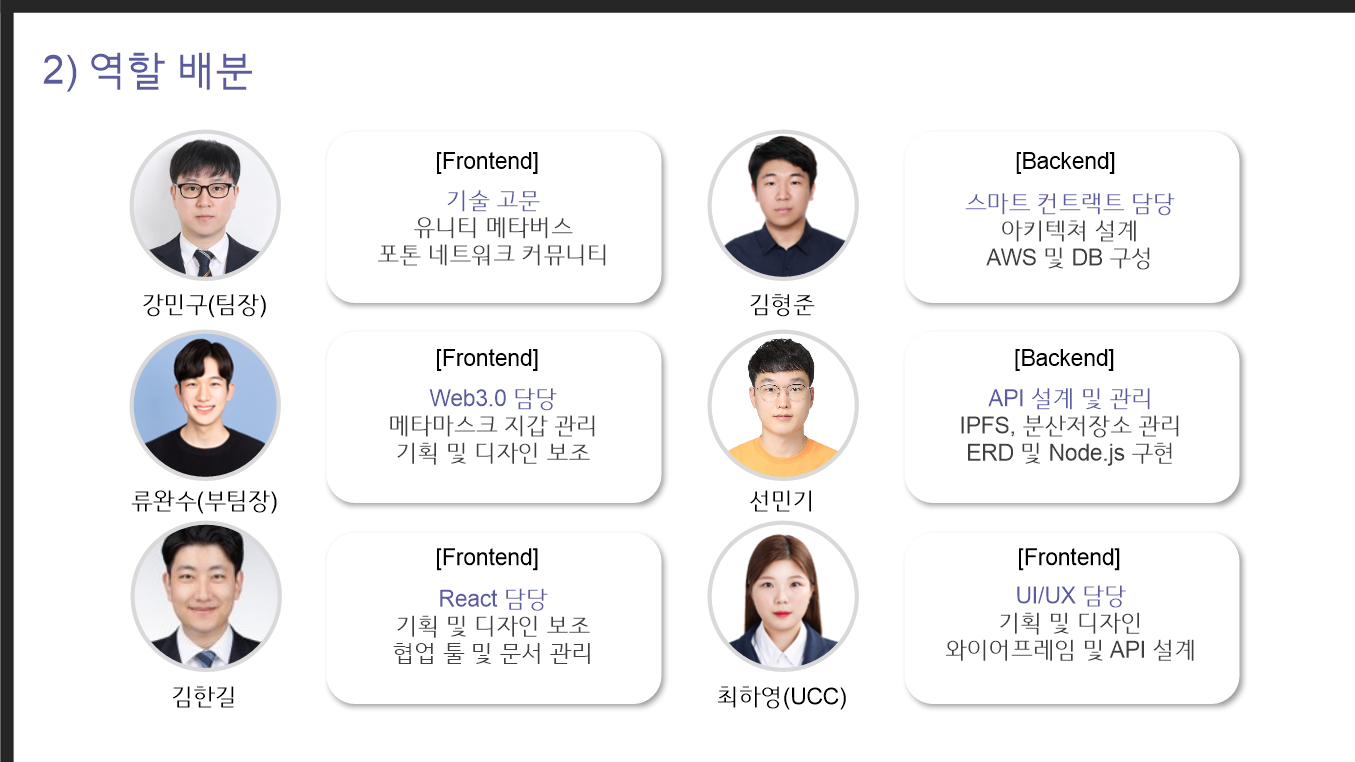 2) 역할 배분
[Frontend]
기술 고문
유니티 메타버스
포톤 네트워크 커뮤니티
강민구(팀장)
[Backend]
스마트 컨트랙트 담당
아키텍쳐 설계
AWS 및 DB 구성
김형준
[Frontend]
Web3.0 담당
메타마스크 지갑 관리
기획 및 디자인 보조
류완수(부팀장)
[Backend]
API 설계 및 관리
IPFS, 분산저장소 관리
ERD 및 Node.js 구현
선민기
[Frontend]
React 담당
기획 및 디자인 보조
협업 툴 및 문서 관리
김한길
[Frontend]
UI/UX 담당
기획 및 디자인
와이어프레임 및 API 설계
최하영(UCC)